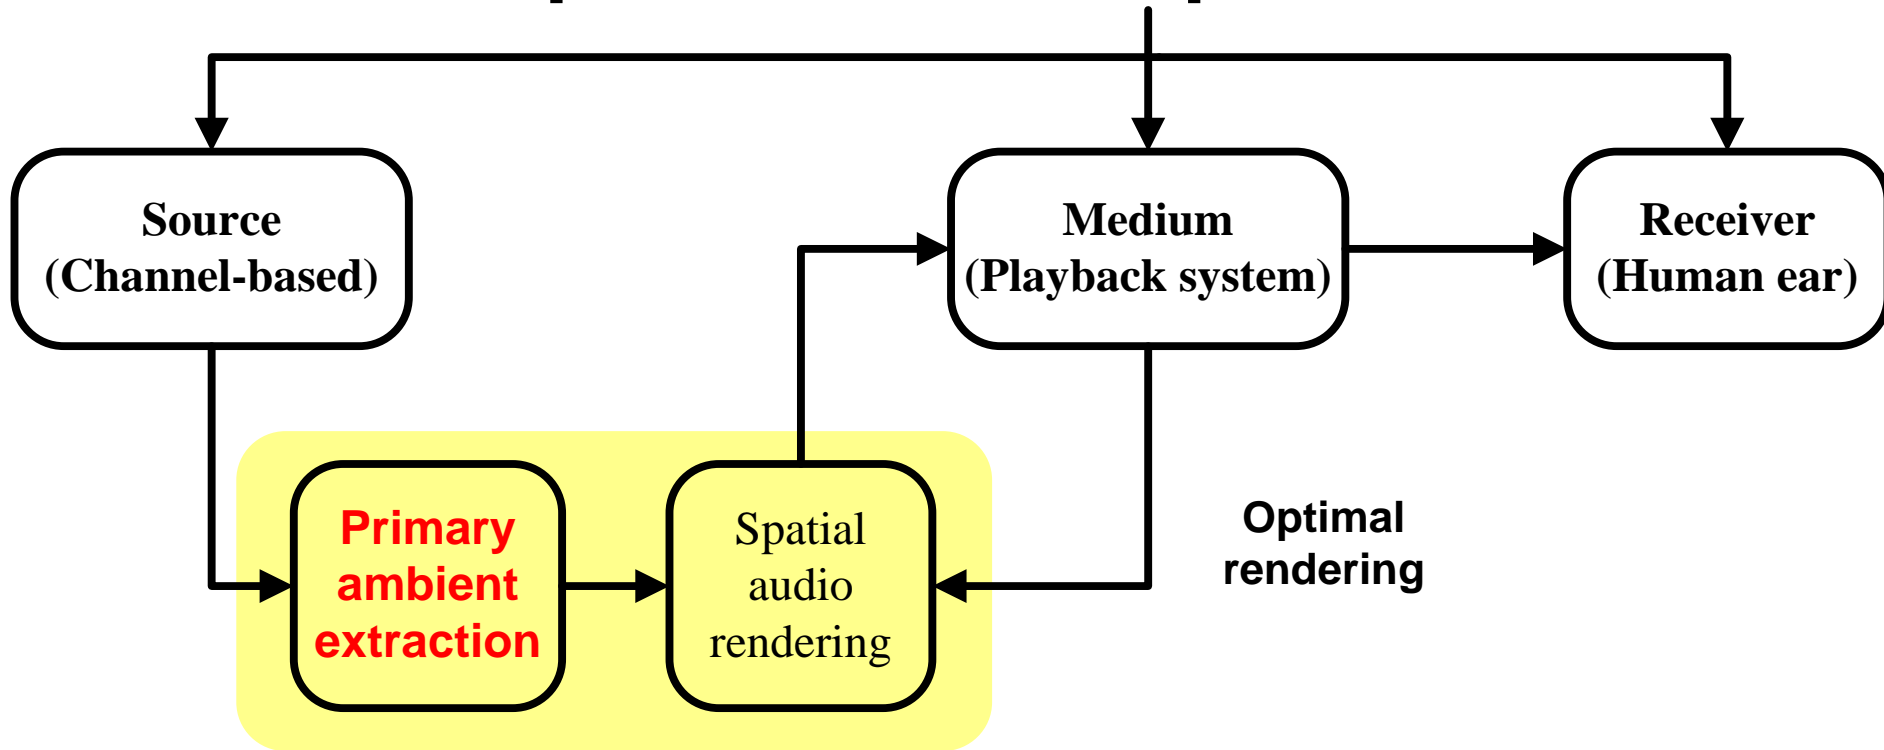 Source
(Channel-based)
Medium
(Playback system)
Receiver
(Human ear)
Primary
ambient
extraction
Spatial
audio
rendering
Optimal
rendering